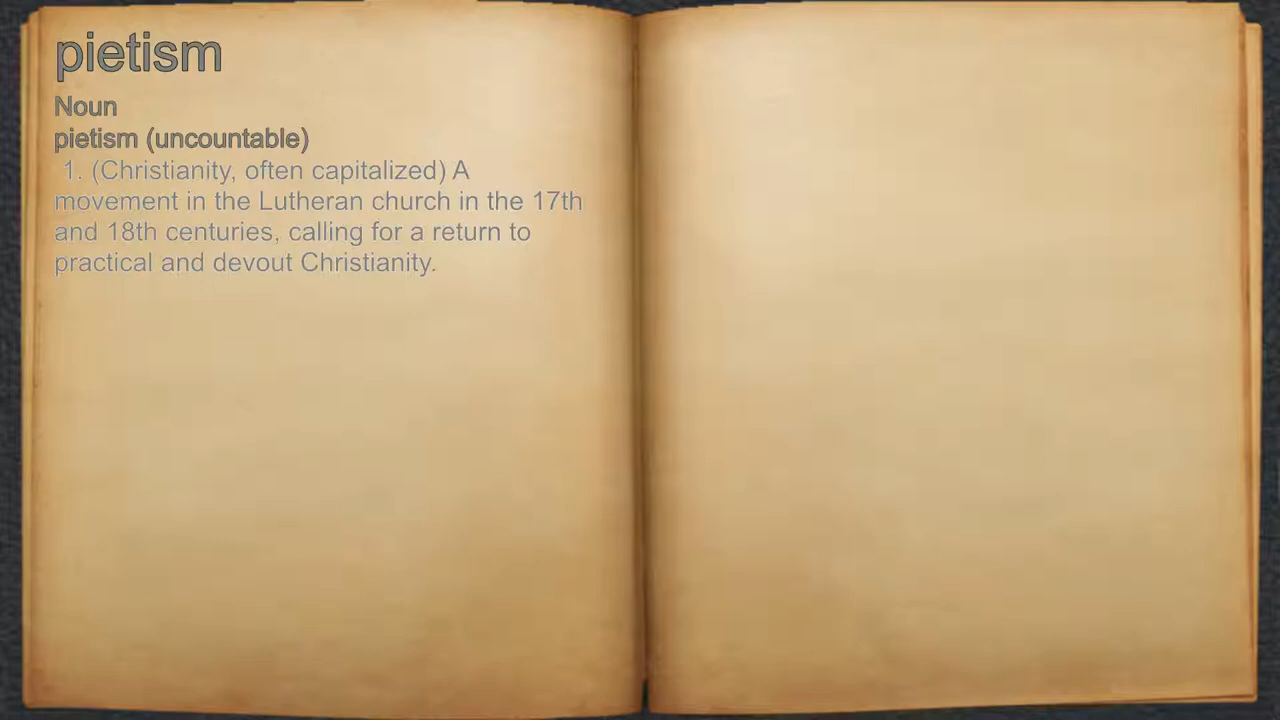 pietism
Noun
pietism (uncountable)
1. (Christianity, often capitalized) A
movement in the Lutheran church in the 17th
and 18th centuries, calling for a return to
practical and devout Christianity.